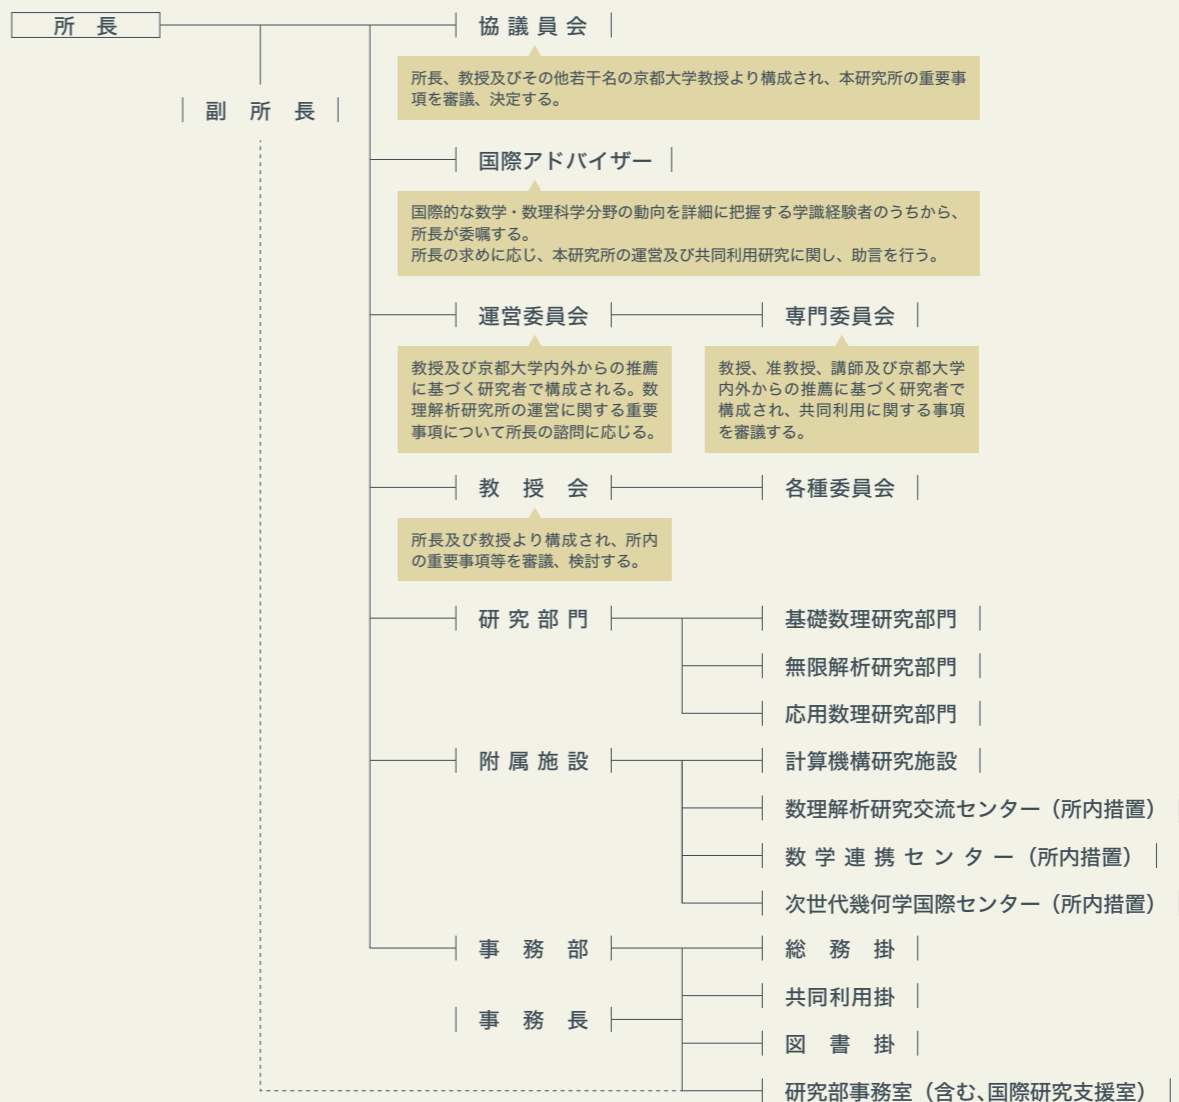 所長
協議員会
所長、教授及びその他若干名の京都大学教授より構成され、本研究所の重要事
項を審議、決定する。
副所長
国際アドバイザー
国際的な数学・数理科学分野の動向を詳細に把握する学識経験者のうちから、
所長が委嘱する。
所長の求めに応じ、本研究所の運営及び共同利用研究に関し、助言を行う。
運営委員会
専門委員会
教授及び京都大学内外からの推薦
に基づく研究者で構成される。数
理解析研究所の運営に関する重要
事項について所長の諮問に応じる。
教授、准教授、講師及び京都大学
内外からの推薦に基づく研究者で
構成され、共同利用に関する事項
を審議する。
教授会
各種委員会
所長及び教授より構成され、所内
の重要事項等を審議、検討する。
研究部門
基礎数理研究部門
無限解析研究部門
応用数理研究部門
附属施設
計算機構研究施設
数理解析研究交流センター（所内措置）
数学連携センター（所内措置）
次世代幾何学国際センター（所内措置）
事務部
総務掛
共同利用掛
事務長
図書掛
研究部事務室（含む、国際研究支援室）